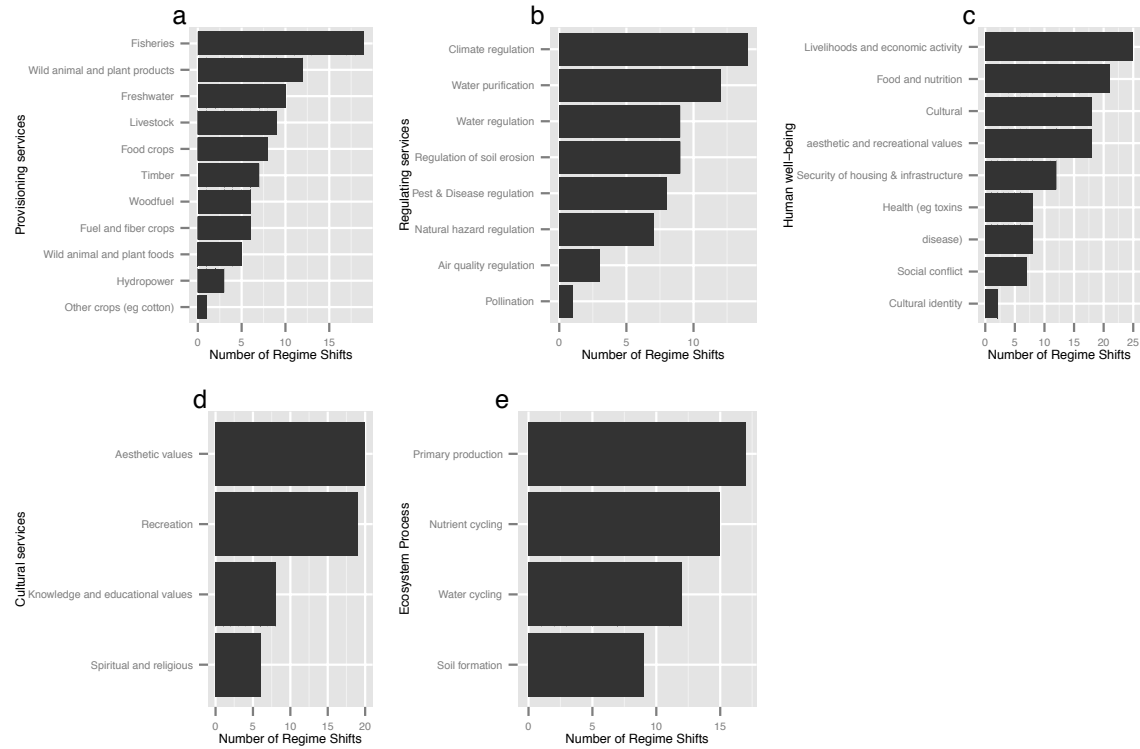 a
Provisioning services
Fisheries
Wild animal and plant products
Freshwater
Livestock
Food crops
Timber
Woodfuel
Fuel and fiber crops
Wild animal and plant foods
Hydropower
Other crops (eg cotton)
0 5 10 15
Number of Regime Shifts
b
Regulating services
Climate regulation
Water purification
Water regulation
Regulation of soil erosion
Pest & Disease regulation
Natural hazard regulation
Air quality regulation
Pollination
0 5 10
Number of Regime Shifts
c
Human well−being
Livelihoods and economic activity
Food and nutrition
Cultural
aesthetic and recreational values
Security of housing & infrastructure
Health (eg toxins
disease)
Social conflict
Cultural identity
0 5 10 15 20 25
Number of Regime Shifts
d
Cultural services
Aesthetic values
Recreation
Knowledge and educational values
Spiritual and religious
0 5 10 15 20
Number of Regime Shifts
e
Ecosystem Process
Primary production
Nutrient cycling
Water cycling
Soil formation
0 5 10 15
Number of Regime Shifts